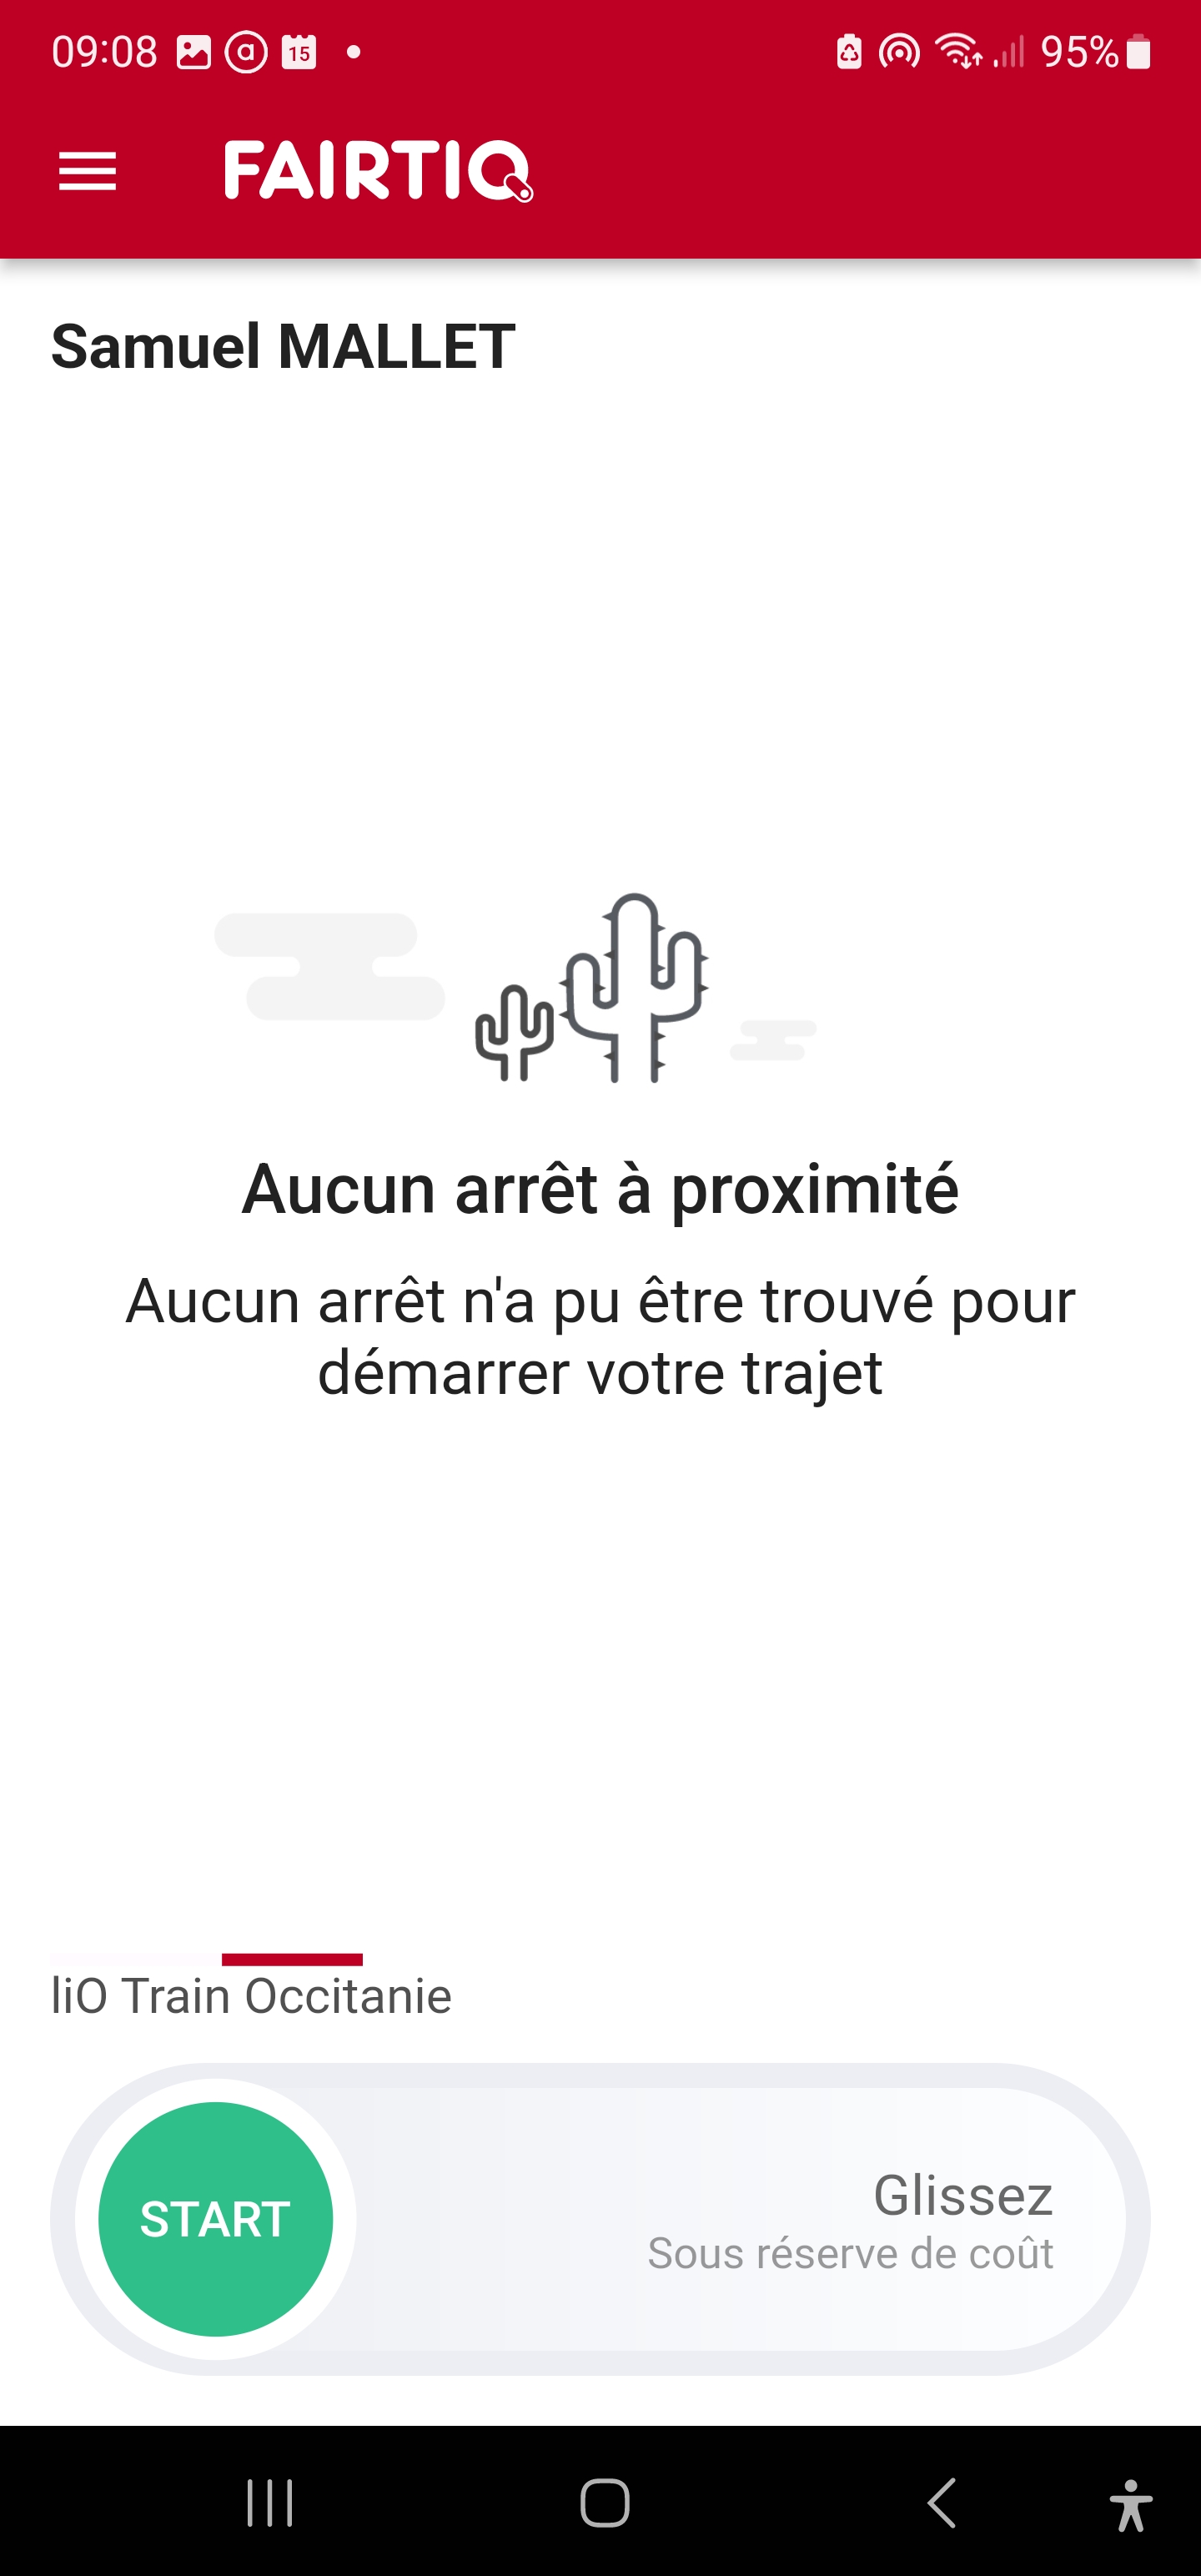 09:08 a 15 95%
FAIRTIQ
Samuel MALLET
Aucun arrêt à proximité
Aucun arrêt n'a pu être trouvé pour
démarrer votre trajet
liO Train Occitanie
START
Glissez
Sous réserve de coût